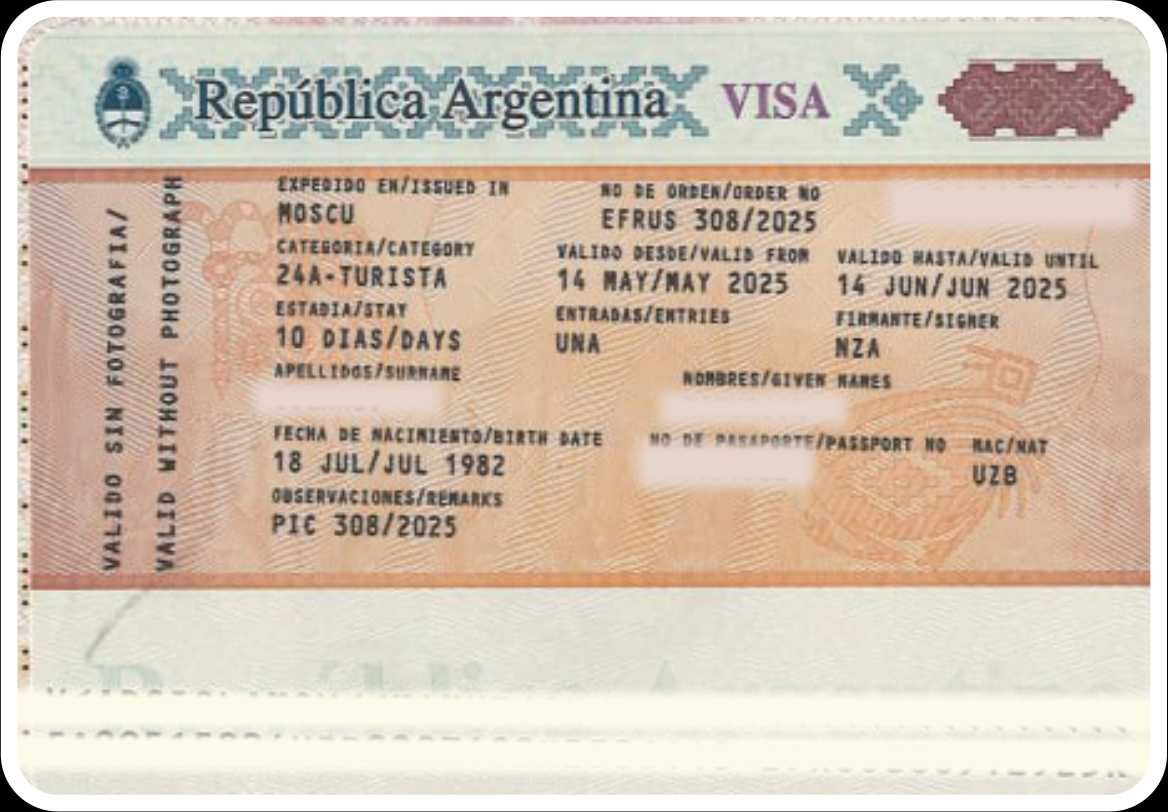 República Argentina VISA
VALIDO SIN FOTOGRAFIA/
VALID WITHOUT PHOTOGRAPH
EXPEDIDO EN/ISSUED IN
MOSCU
NO DE ORDEN/ORDER NO
EFRUS 308/2025
CATEGORIA/CATEGORY
24A-TURISTA
VALIDO DESDE/VALID FROM
14 MAY/MAY 2025
VALIDO HASTA/VALID UNTIL
14 JUN/JUN 2025
ESTADIA/STAY
10 DIAS/DAYS
ENTRADAS/ENTRIES
UNA
FIRMANTE/SIGNER
NZA
APELLIDOS/SURNAME
NOMBRES/GIVEN NAMES
FECHA DE NACIMIENTO/BIRTH DATE
18 JUL/JUL 1982
NO DE PASAPORTE/PASSPORT NO
NAC/NAT
UZB
OBSERVACIONES/REMARKS
PIC 308/2025